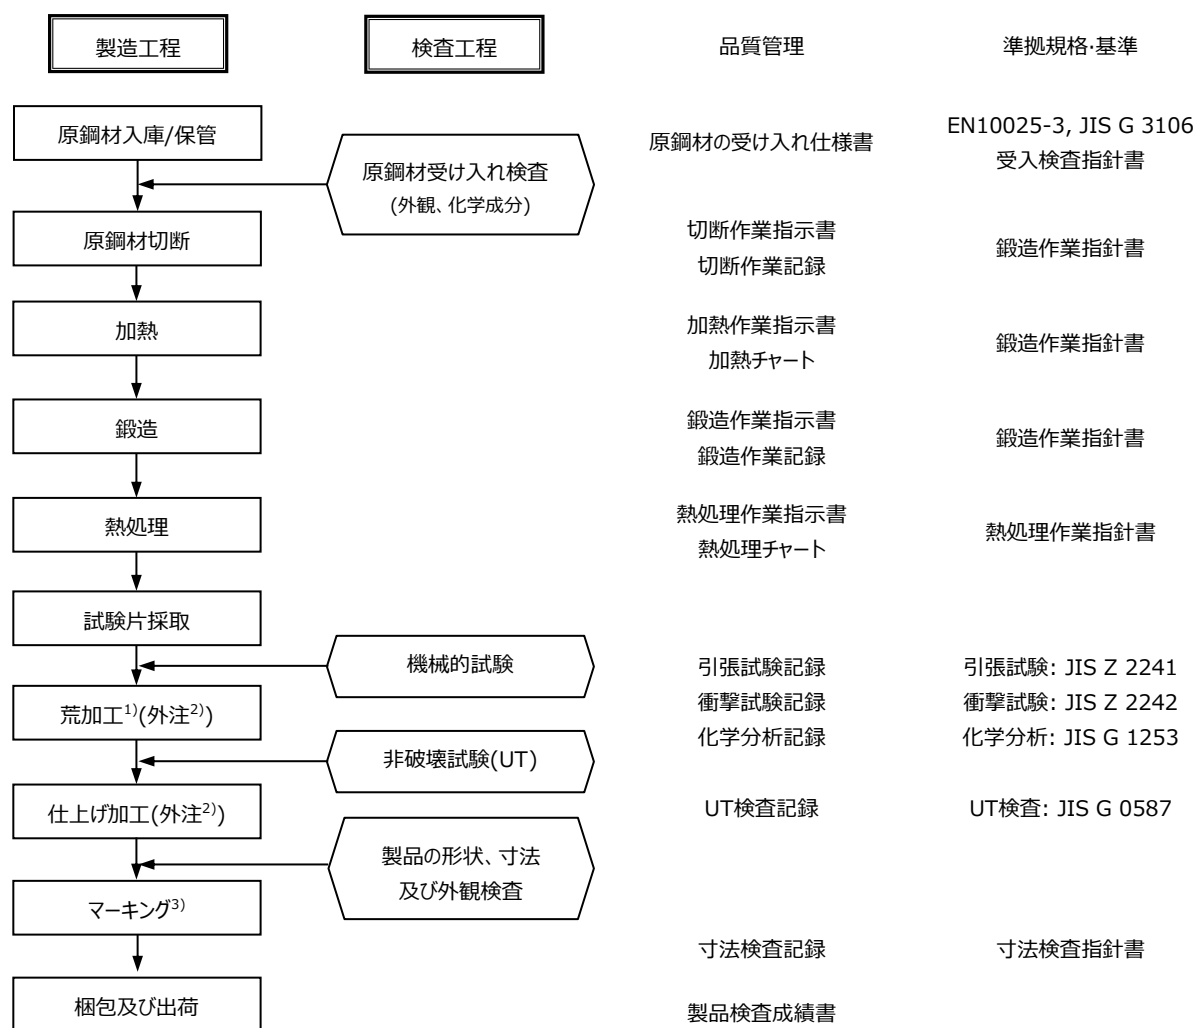 製造工程
検査工程
品質管理
準拠規格·基準
原鋼材入庫/保管
原鋼材受け入れ検査
(外観、化学成分)
原鋼材の受け入れ仕様書
EN10025-3, JIS G 3106
受入検査指針書
原鋼材切断
切断作業指示書
切断作業記録
鍛造作業指針書
加熱
加熱作業指示書
加熱チャート
鍛造作業指針書
鍛造
鍛造作業指示書
鍛造作業記録
鍛造作業指針書
熱処理
熱処理作業指示書
熱処理チャート
熱処理作業指針書
試験片採取
機械的試験
引張試験記録
引張試験: JIS Z 2241
衝撃試験記録
衝撃試験: JIS Z 2242
化学分析記録
化学分析: JIS G 1253
荒加工1)(外注2))
非破壊試験(UT)
仕上げ加工(外注2))
UT検査記録
UT検査: JIS G 0587
製品の形状、寸法
及び外観検査
マーキング3)
寸法検査記録
寸法検査指針書
梱包及び出荷
製品検査成績書